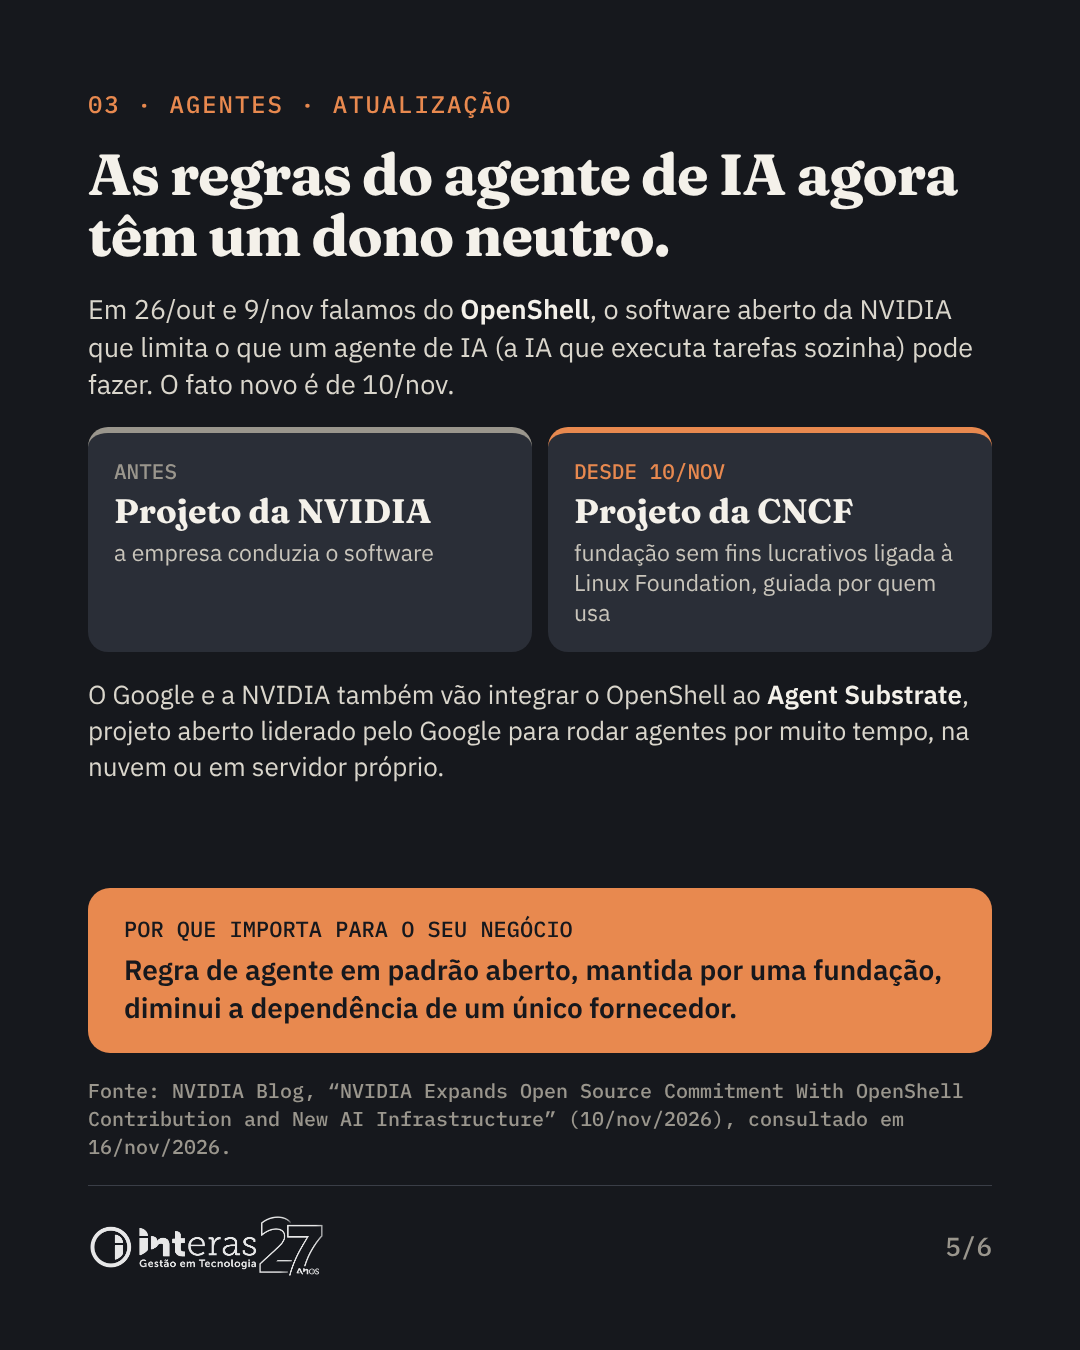 03 · AGENTES · ATUALIZAÇÃO
As regras do agente de IA agora
têm um dono neutro.
Em 26/out e 9/nov falamos do OpenShell, o software aberto da NVIDIA
que limita o que um agente de IA (a IA que executa tarefas sozinha) pode
fazer. O fato novo é de 10/nov.
ANTES
Projeto da NVIDIA
a empresa conduzia o software
DESDE 10/NOV
Projeto da CNCF
fundação sem fins lucrativos ligada à
Linux Foundation, guiada por quem
usa
O Google e a NVIDIA também vão integrar o OpenShell ao Agent Substrate,
projeto aberto liderado pelo Google para rodar agentes por muito tempo, na
nuvem ou em servidor próprio.
POR QUE IMPORTA PARA O SEU NEGÓCIO
Regra de agente em padrão aberto, mantida por uma fundação,
diminui a dependência de um único fornecedor.
Fonte: NVIDIA Blog, “NVIDIA Expands Open Source Commitment With OpenShell
Contribution and New AI Infrastructure” (10/nov/2026), consultado em
16/nov/2026.
interas
Gestão em Tecnologia
27
ANOS
5/6